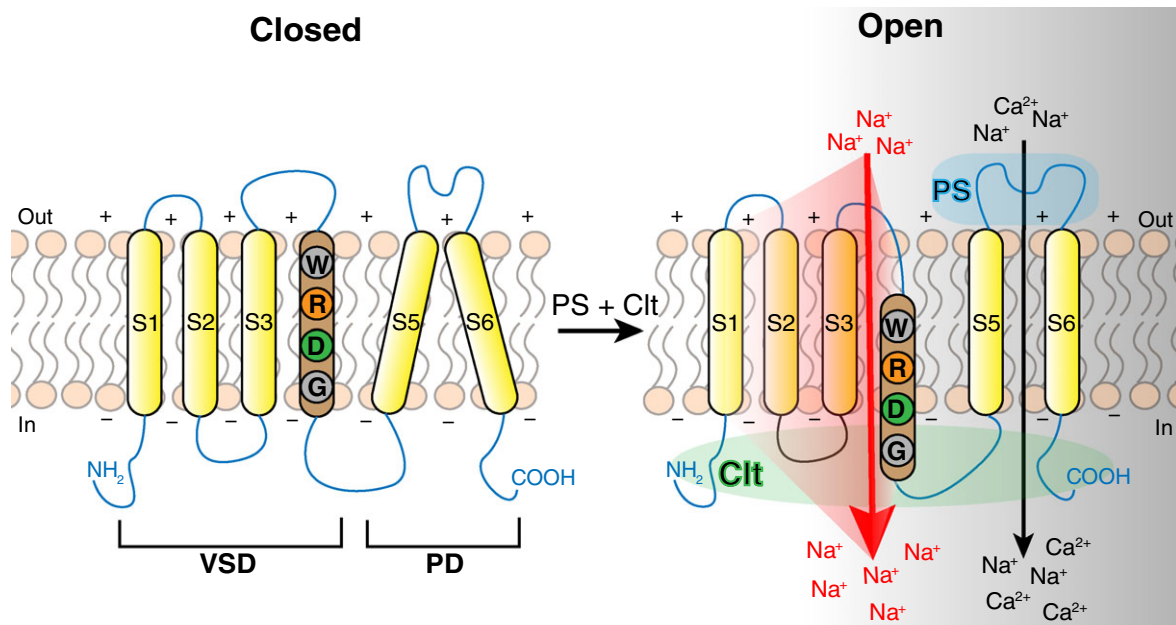 Closed
Open
Out
+ + + + + + +
W
R
D
G
S1 S2 S3 S5 S6
In
− − − − − − −
NH₂
COOH
VSD
PD
PS + Clt
Na⁺
Na⁺ Na⁺
Ca²⁺
Na⁺ Na⁺
PS
Out
+ + + + + +
W
R
D
G
S1 S2 S3 S5 S6
In
− − − − − −
NH₂
Clt
COOH
Na⁺ Na⁺
Na⁺
Na⁺
Na⁺
Ca²⁺
Na⁺ Na⁺
Ca²⁺
Ca²⁺